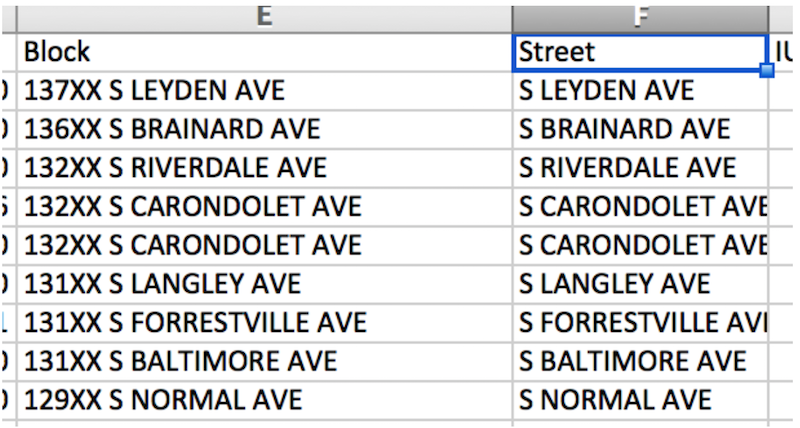 E F
Block Street IU
137XX S LEYDEN AVE S LEYDEN AVE
136XX S BRAINARD AVE S BRAINARD AVE
132XX S RIVERDALE AVE S RIVERDALE AVE
132XX S CARONDOLET AVE S CARONDOLET AVE
132XX S CARONDOLET AVE S CARONDOLET AVE
131XX S LANGLEY AVE S LANGLEY AVE
131XX S FORRESTVILLE AVE S FORRESTVILLE AV
131XX S BALTIMORE AVE S BALTIMORE AVE
129XX S NORMAL AVE S NORMAL AVE